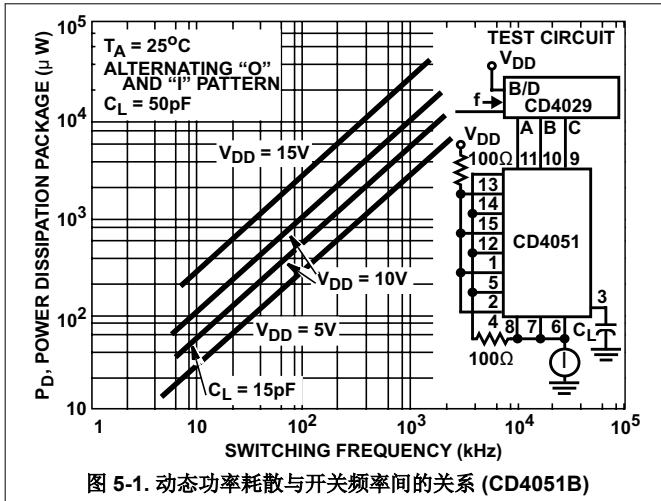 P_D, POWER DISSIPATION PACKAGE (μ W)
10⁵
10⁴
10³
10²
10
T_A = 25°C
ALTERNATING “O”
AND “I” PATTERN
C_L = 50pF
V_DD = 15V
V_DD = 10V
V_DD = 5V
C_L = 15pF
TEST CIRCUIT
V_DD
B/D
f
CD4029
A B C
V_DD
100Ω
11 10 9
13
14
15
12
1
5
2
4
CD4051
3
C_L
8 7 6
100Ω
I
1 10 10² 10³ 10⁴ 10⁵
SWITCHING FREQUENCY (kHz)
图 5-1. 动态功率耗散与开关频率间的关系 (CD4051B)